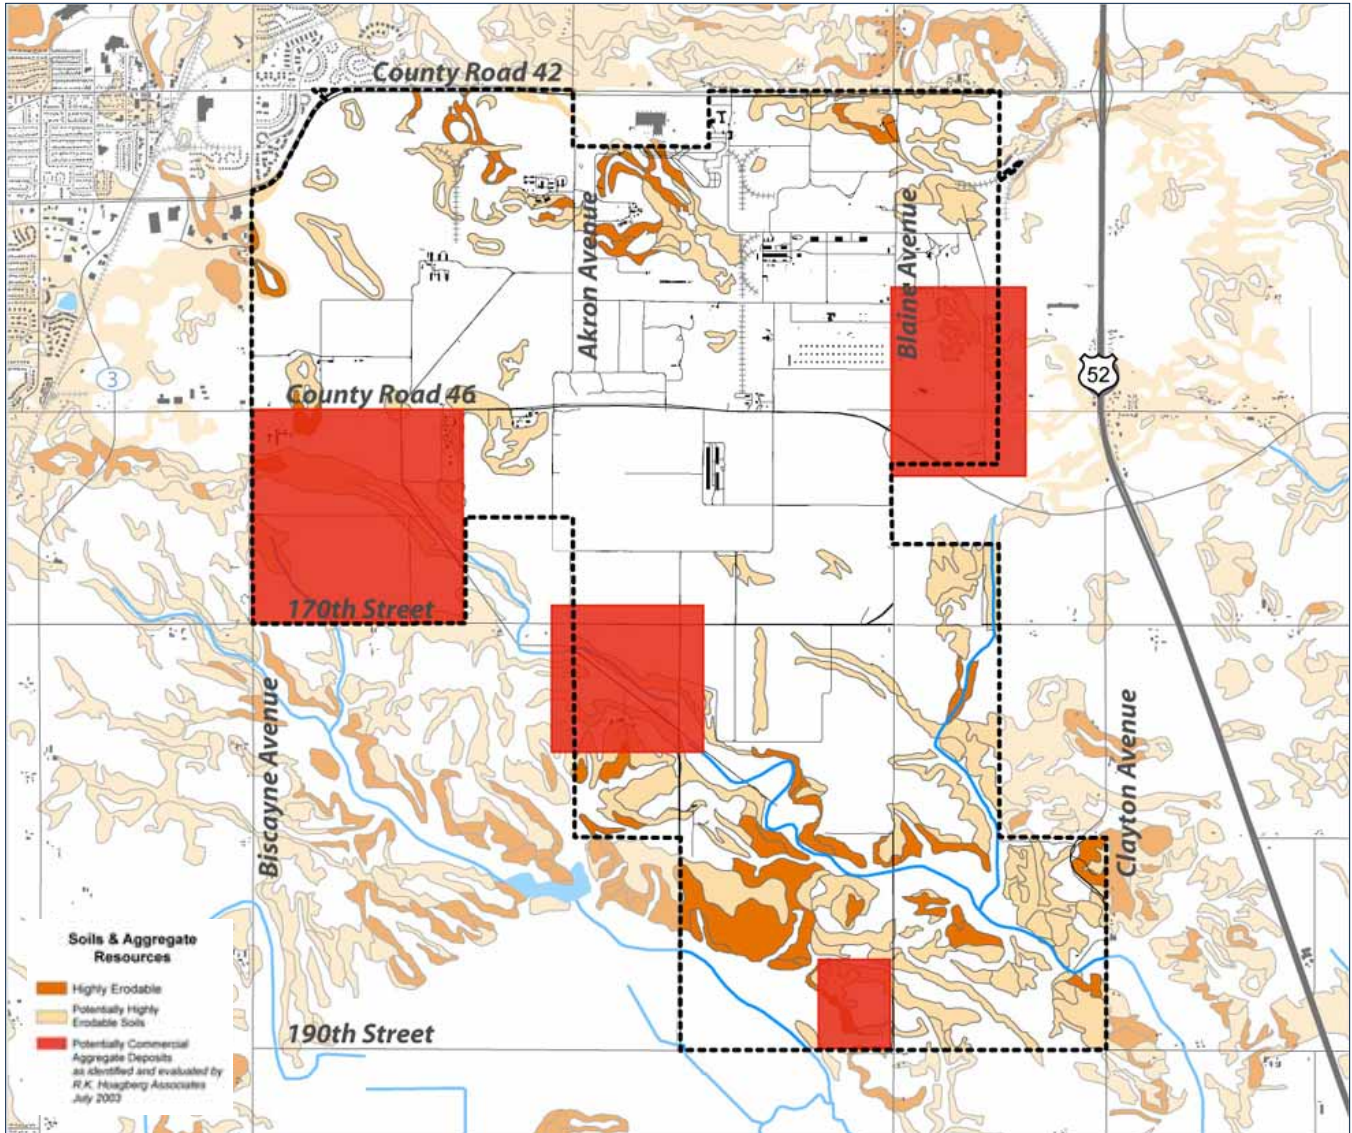 County Road 42
Akron Avenue
Blaine Avenue
52
3
County Road 46
170th Street
Biscayne Avenue
Clayton Avenue
190th Street
Soils & Aggregate
Resources
Highly Erodable
Potentially Highly
Erodable Soils
Potentially Commercial
Aggregate Deposits
as identified and evaluated by
R.K. Hoagberg Associates
July 2003